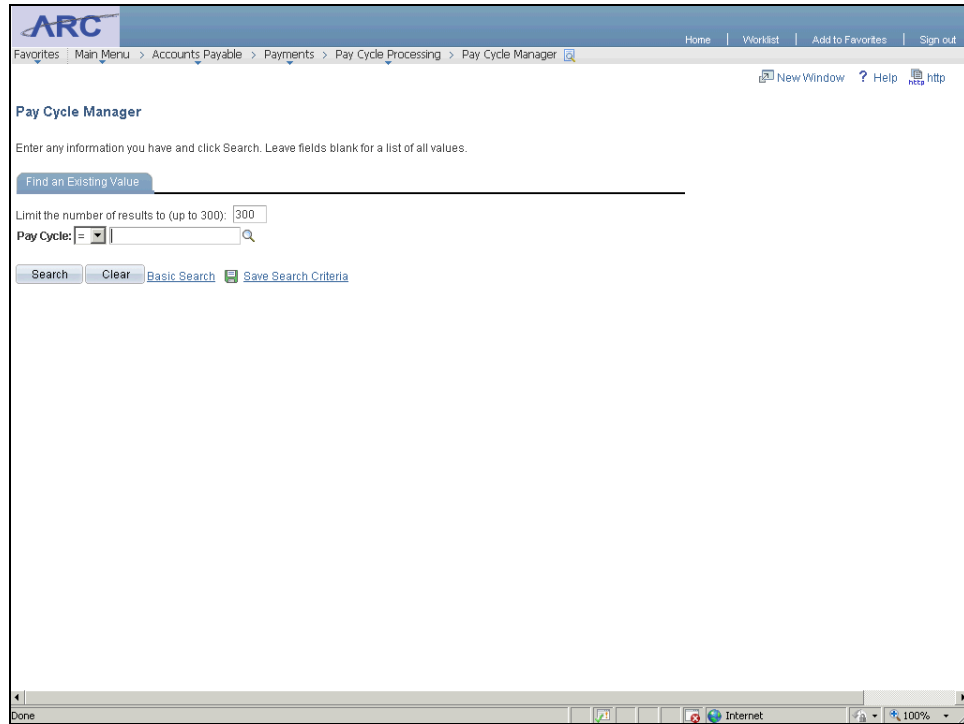 ARC
Home | Worklist | Add to Favorites | Sign out
Favorites Main Menu > Accounts Payable > Payments > Pay Cycle Processing > Pay Cycle Manager
New Window ? Help http http
Pay Cycle Manager
Enter any information you have and click Search. Leave fields blank for a list of all values.
Find an Existing Value
Limit the number of results to (up to 300): 300
Pay Cycle: =
Search Clear Basic Search Save Search Criteria
Done Internet 100%